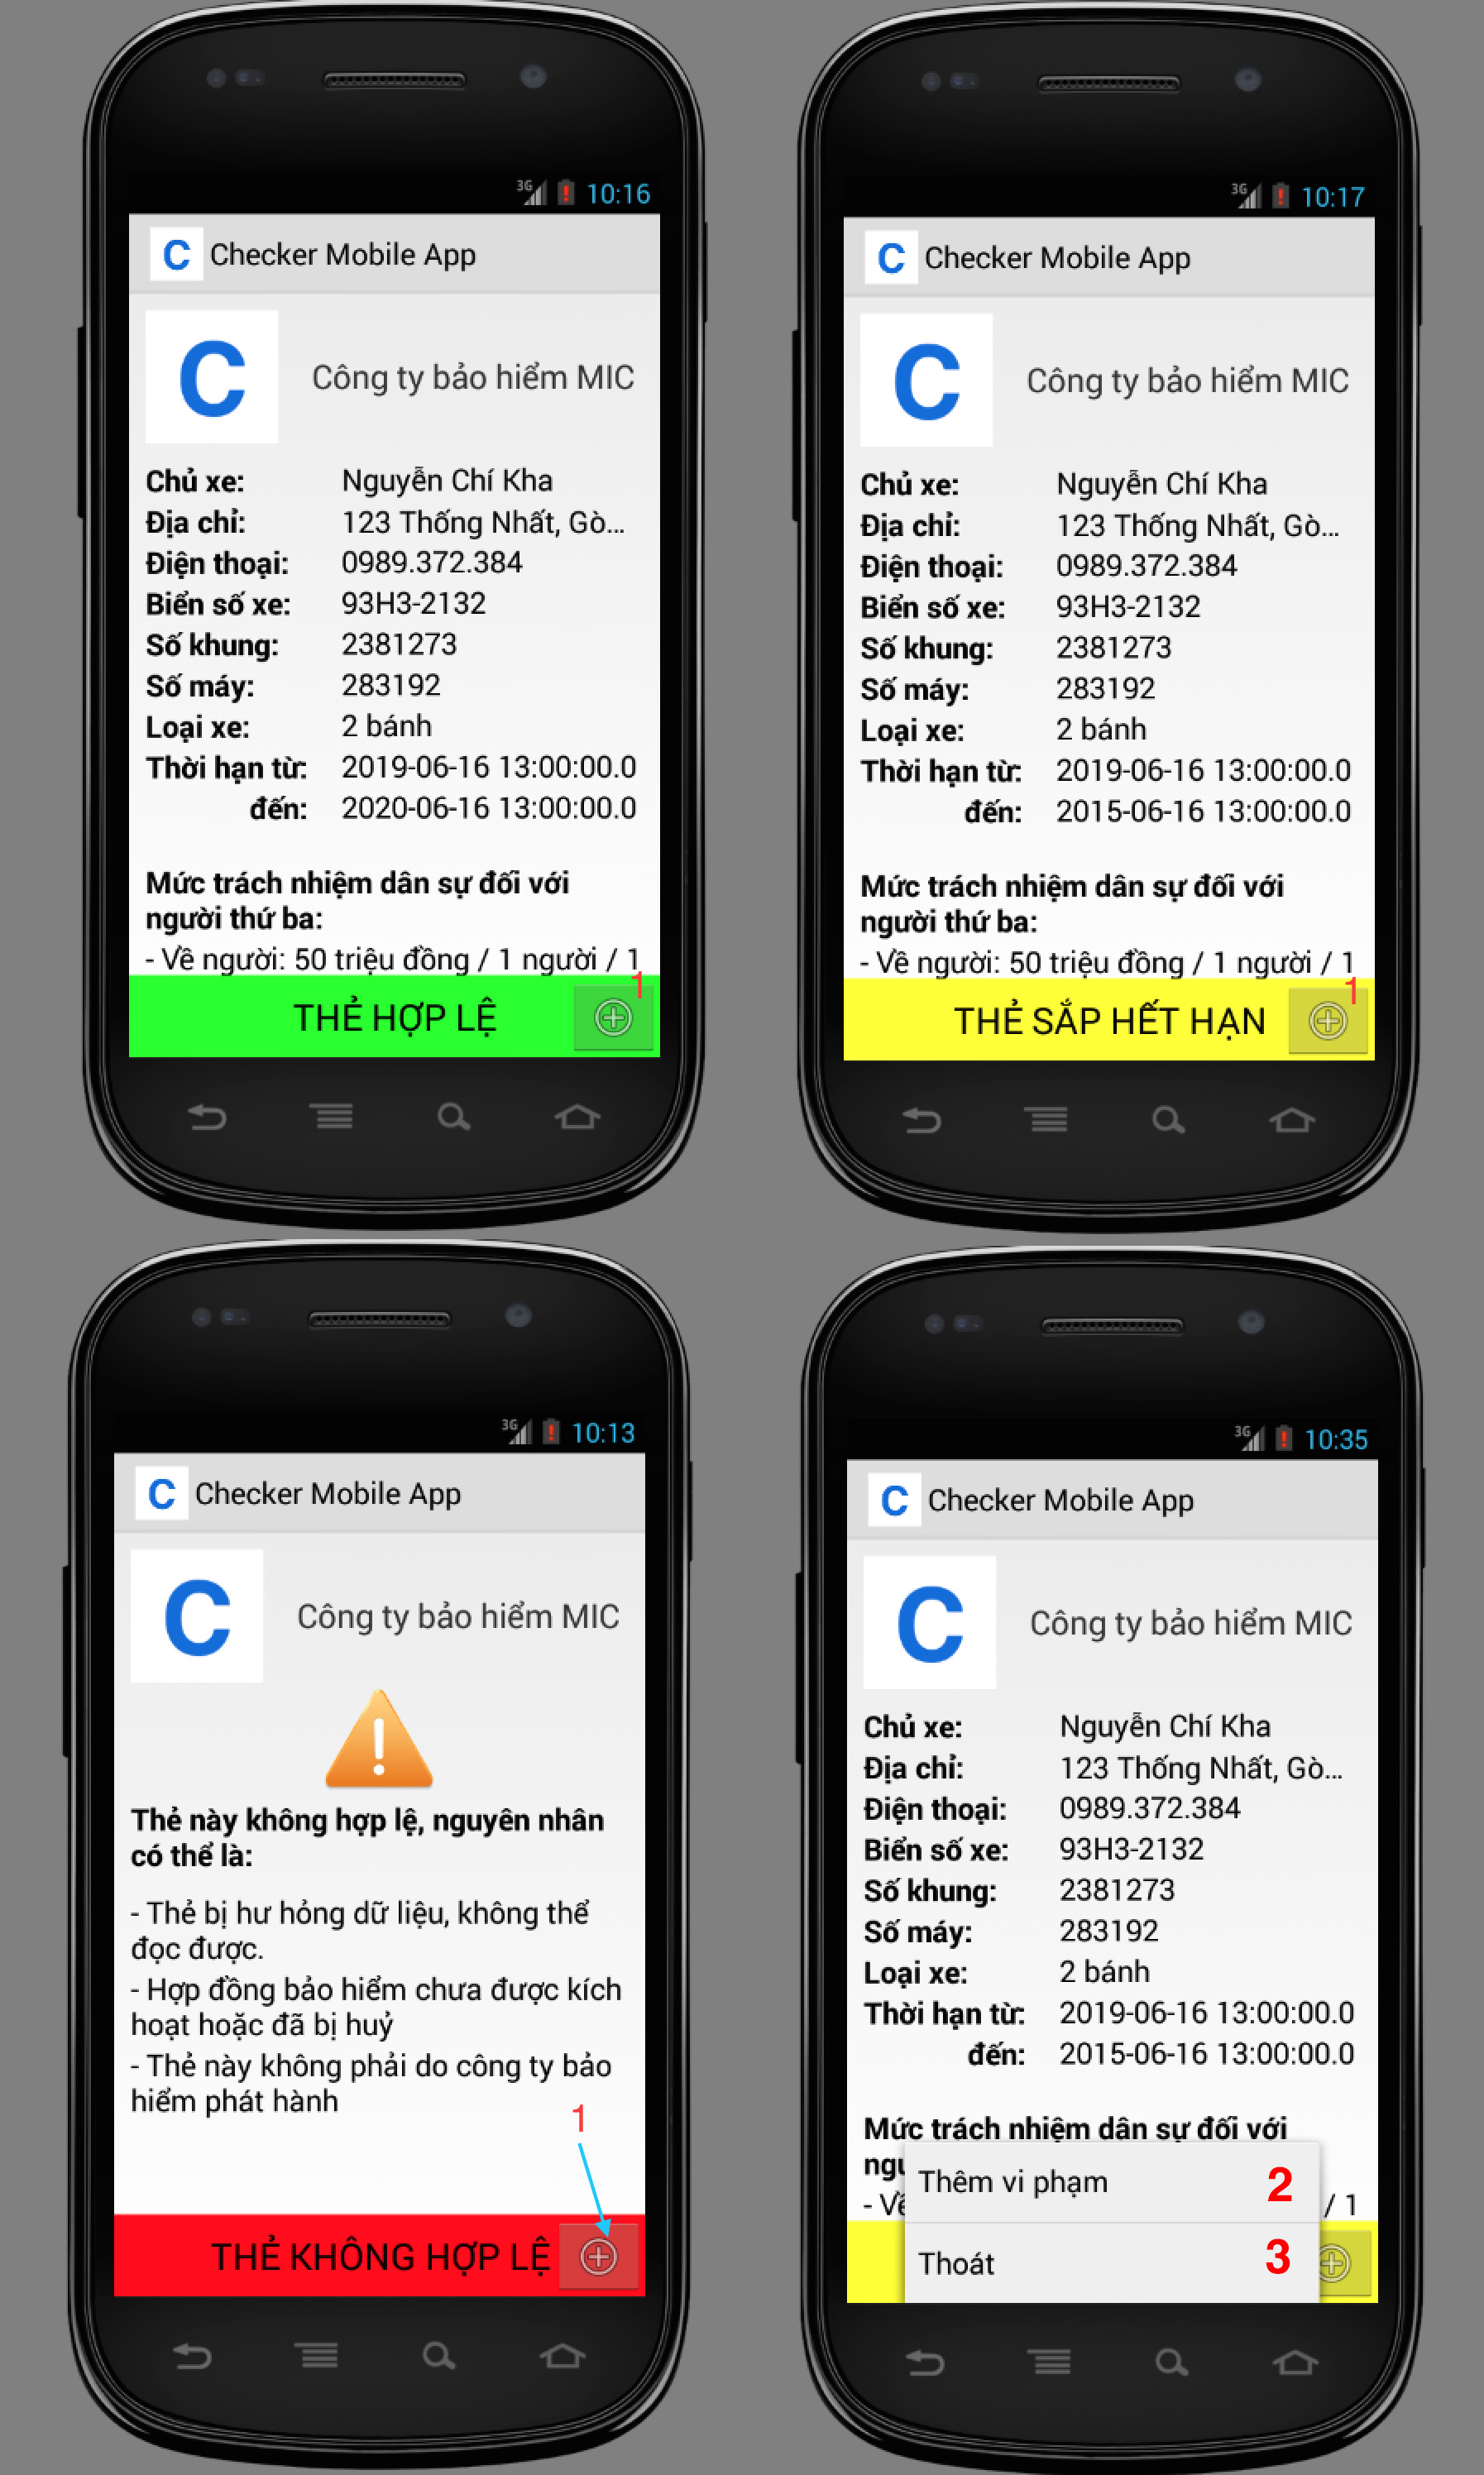 3G 10:16
C Checker Mobile App
C Công ty bảo hiểm MIC
Chủ xe: Nguyễn Chí Kha
Địa chỉ: 123 Thống Nhất, Gò...
Điện thoại: 0989.372.384
Biển số xe: 93H3-2132
Số khung: 2381273
Số máy: 283192
Loại xe: 2 bánh
Thời hạn từ: 2019-06-16 13:00:00.0
đến: 2020-06-16 13:00:00.0
Mức trách nhiệm dân sự đối với
người thứ ba:
- Về người: 50 triệu đồng / 1 người / 1
1
THẺ HỢP LỆ
3G 10:17
C Checker Mobile App
C Công ty bảo hiểm MIC
Chủ xe: Nguyễn Chí Kha
Địa chỉ: 123 Thống Nhất, Gò...
Điện thoại: 0989.372.384
Biển số xe: 93H3-2132
Số khung: 2381273
Số máy: 283192
Loại xe: 2 bánh
Thời hạn từ: 2019-06-16 13:00:00.0
đến: 2015-06-16 13:00:00.0
Mức trách nhiệm dân sự đối với
người thứ ba:
- Về người: 50 triệu đồng / 1 người / 1
1
THẺ SẮP HẾT HẠN
3G 10:13
C Checker Mobile App
C Công ty bảo hiểm MIC
Thẻ này không hợp lệ, nguyên nhân
có thể là:
- Thẻ bị hư hỏng dữ liệu, không thể
đọc được.
- Hợp đồng bảo hiểm chưa được kích
hoạt hoặc đã bị huỷ
- Thẻ này không phải do công ty bảo
hiểm phát hành
1
THẺ KHÔNG HỢP LỆ
3G 10:35
C Checker Mobile App
C Công ty bảo hiểm MIC
Chủ xe: Nguyễn Chí Kha
Địa chỉ: 123 Thống Nhất, Gò...
Điện thoại: 0989.372.384
Biển số xe: 93H3-2132
Số khung: 2381273
Số máy: 283192
Loại xe: 2 bánh
Thời hạn từ: 2019-06-16 13:00:00.0
đến: 2015-06-16 13:00:00.0
Mức trách nhiệm dân sự đối với
Thêm vi phạm 2
- Về / 1
Thoát 3